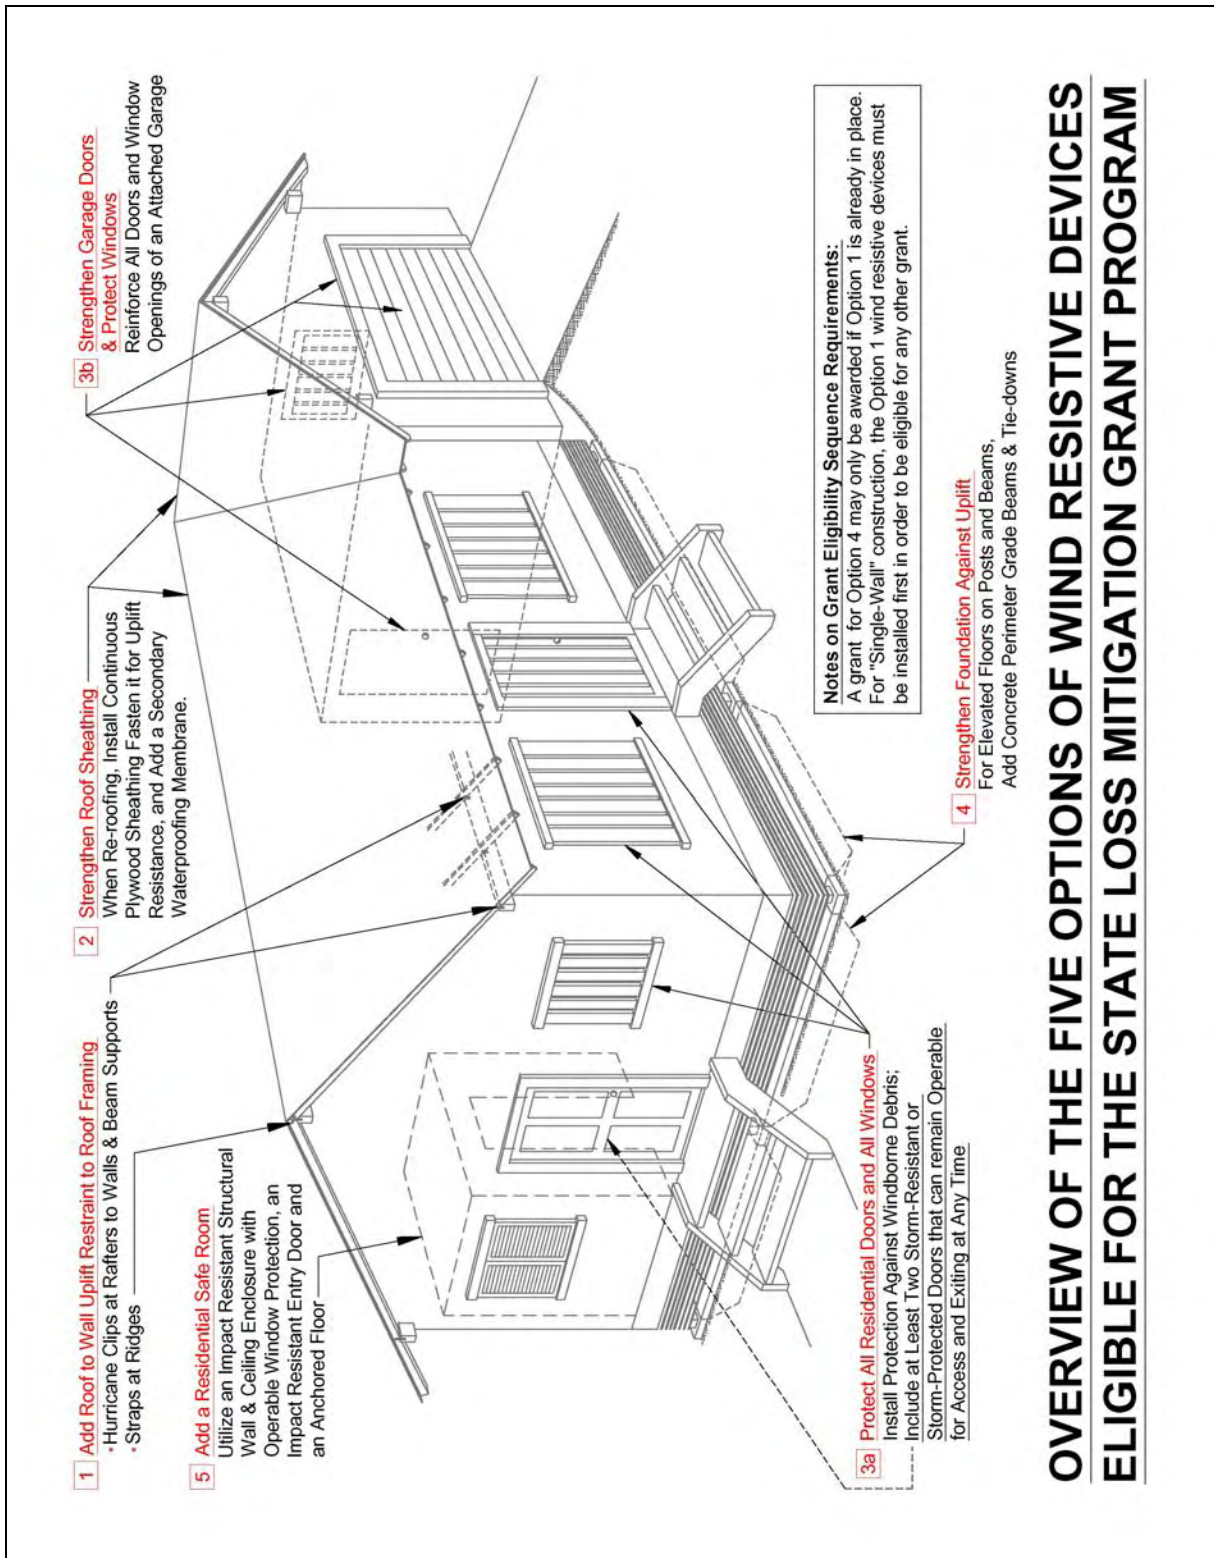 1 Add Roof to Wall Uplift Restraint to Roof Framing
• Hurricane Clips at Rafters to Walls & Beam Supports
• Straps at Ridges
5 Add a Residential Safe Room
Utilize an Impact Resistant Structural
Wall & Ceiling Enclosure with
Operable Window Protection, an
Impact Resistant Entry Door and
an Anchored Floor
2 Strengthen Roof Sheathing
When Re-roofing, Install Continuous
Plywood Sheathing Fasten it for Uplift
Resistance, and Add a Secondary
Waterproofing Membrane.
3b Strengthen Garage Doors
& Protect Windows
Reinforce All Doors and Window
Openings of an Attached Garage
3a Protect All Residential Doors and All Windows
Install Protection Against Windborne Debris;
Include at Least Two Storm-Resistant or
Storm-Protected Doors that can remain Operable
for Access and Exiting at Any Time
Notes on Grant Eligibility Sequence Requirements:
A grant for Option 4 may only be awarded if Option 1 is already in place.
For "Single-Wall" construction, the Option 1 wind resistive devices must
be installed first in order to be eligible for any other grant.
4 Strengthen Foundation Against Uplift
For Elevated Floors on Posts and Beams,
Add Concrete Perimeter Grade Beams & Tie-downs
OVERVIEW OF THE FIVE OPTIONS OF WIND RESISTIVE DEVICES
ELIGIBLE FOR THE STATE LOSS MITIGATION GRANT PROGRAM